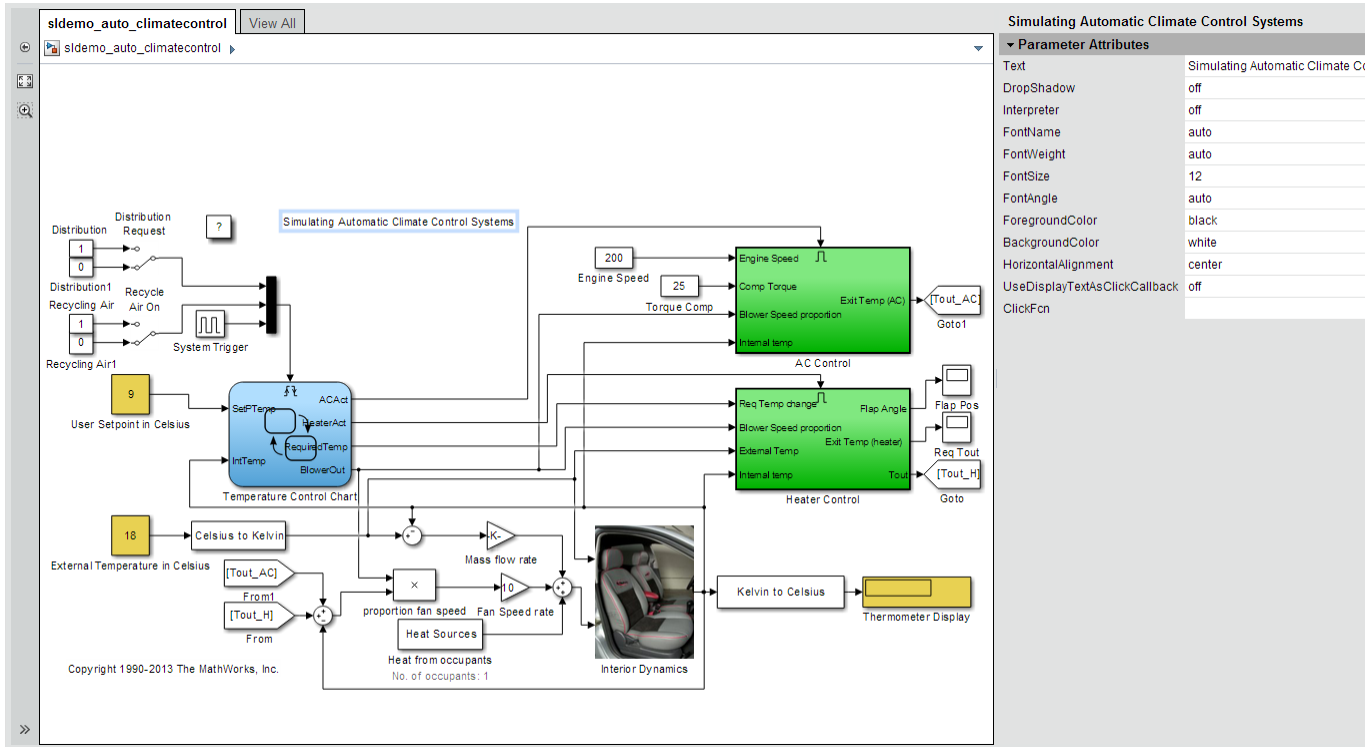 sldemo_auto_climatecontrol
View All
sldemo_auto_climatecontrol
Simulating Automatic Climate Control Systems
Parameter Attributes
Text
Simulating Automatic Climate Co
DropShadow
off
Interpreter
off
FontName
auto
FontWeight
auto
FontSize
12
FontAngle
auto
ForegroundColor
black
BackgroundColor
white
HorizontalAlignment
center
UseDisplayTextAsClickCallback
off
ClickFcn
Distribution
Distribution
Request
?
Simulating Automatic Climate Control Systems
1
0
Distribution1
Recycling Air
Recycle
Air On
1
0
Recycling Air1
System Trigger
200
Engine Speed
25
Torque Comp
Engine Speed
Comp Torque
Blower Speed proportion
Internal temp
Exit Temp (AC)
AC Control
[Tout_AC]
Goto1
9
User Setpoint in Celsius
SetPTemp
IntTemp
ACAct
HeaterAct
RequiredTemp
BlowerOut
Temperature Control Chart
Req Temp change
Blower Speed proportion
External Temp
Internal temp
Flap Angle
Exit Temp (heater)
Tout
Heater Control
Flap Pos
Req Tout
[Tout_H]
Goto
18
External Temperature in Celsius
Celsius to Kelvin
-K-
Mass flow rate
[Tout_AC]
From1
[Tout_H]
From
×
proportion fan speed
10
Fan Speed rate
Heat Sources
Heat from occupants
No. of occupants: 1
Interior Dynamics
Kelvin to Celsius
Thermometer Display
Copyright 1990-2013 The MathWorks, Inc.